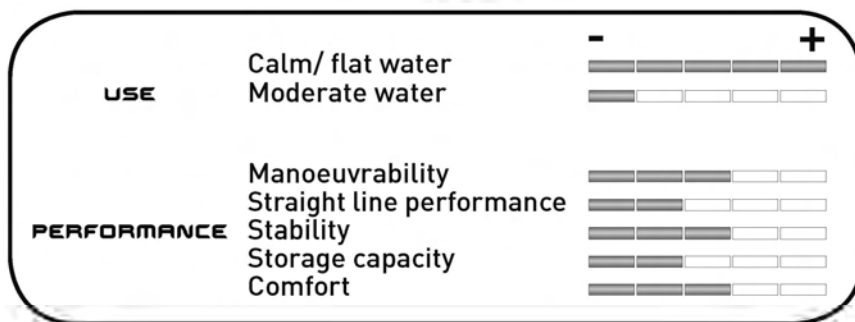 - +
Calm/ flat water
USE
Moderate water
Manoeuvrability
Straight line performance
PERFORMANCE
Stability
Storage capacity
Comfort